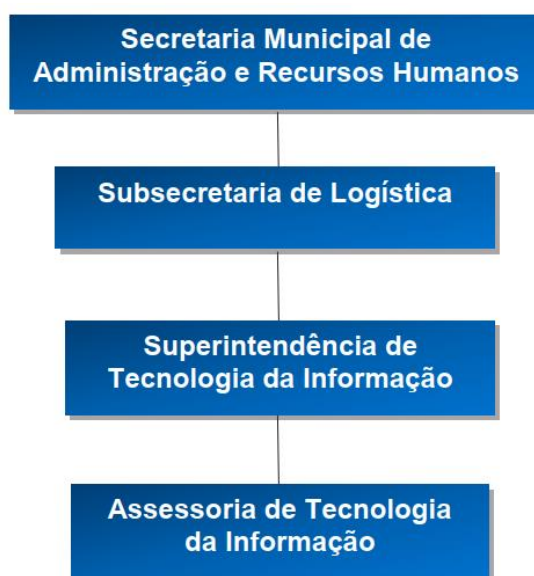 Secretaria Municipal de
Administração e Recursos Humanos
Subsecretaria de Logística
Superintendência de
Tecnologia da Informação
Assessoria de Tecnologia
da Informação